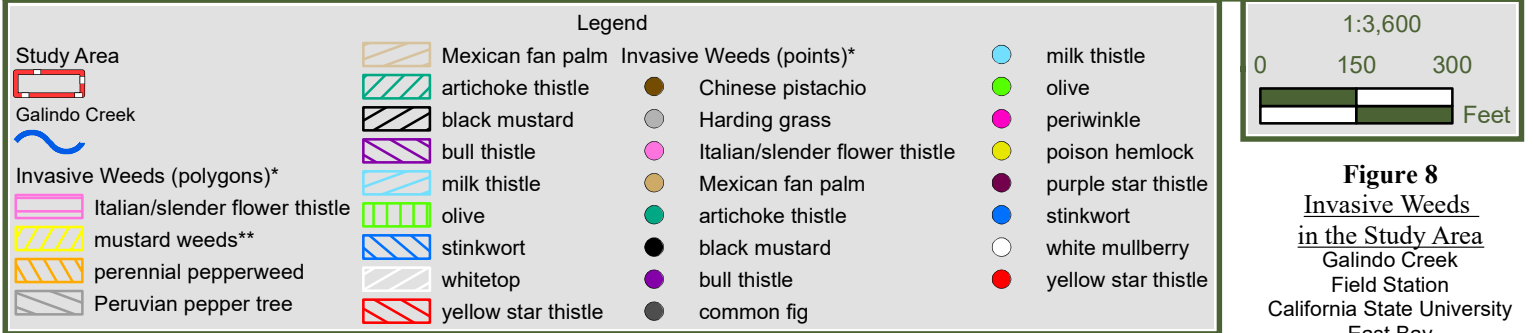 Legend
Study Area
Galindo Creek
Invasive Weeds (polygons)*
Italian/slender flower thistle
mustard weeds**
perennial pepperweed
Peruvian pepper tree
Mexican fan palm
artichoke thistle
black mustard
bull thistle
milk thistle
olive
stinkwort
whitetop
yellow star thistle
Invasive Weeds (points)*
Chinese pistachio
Harding grass
Italian/slender flower thistle
Mexican fan palm
artichoke thistle
black mustard
bull thistle
common fig
milk thistle
olive
periwinkle
poison hemlock
purple star thistle
stinkwort
white mullberry
yellow star thistle
1:3,600
0 150 300
Feet
Figure 8
Invasive Weeds
in the Study Area
Galindo Creek
Field Station
California State University
East Bay